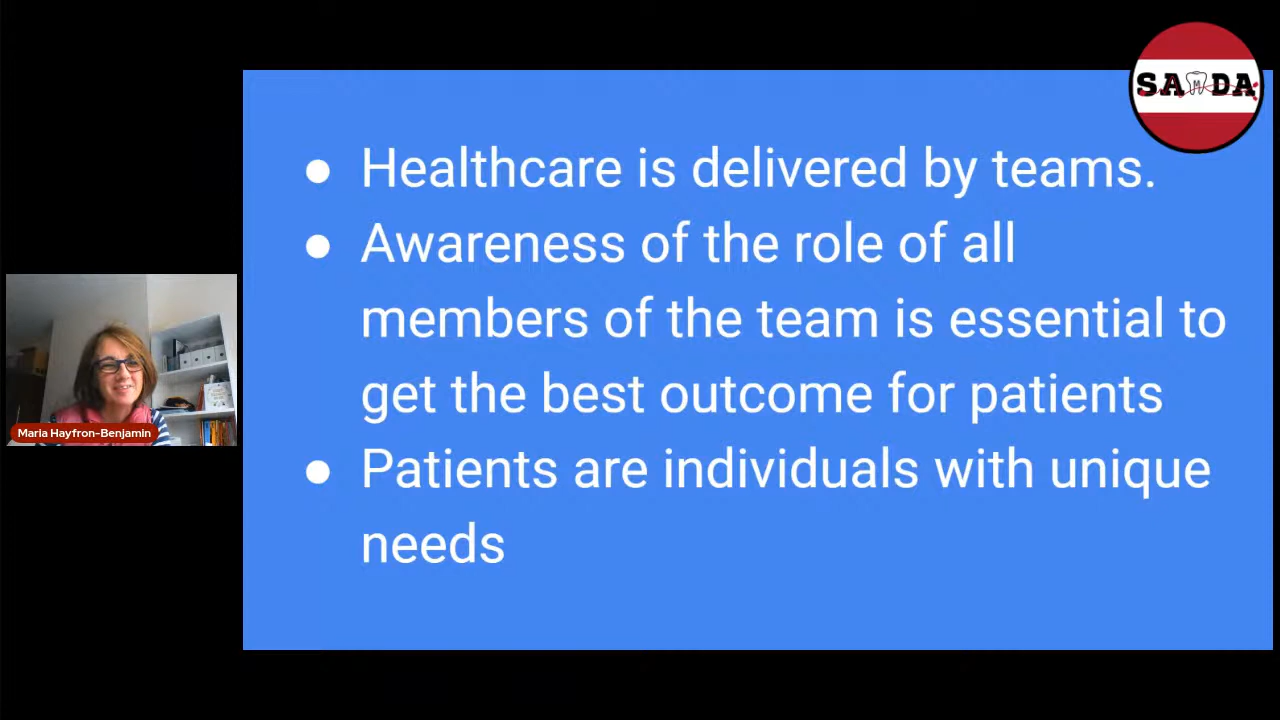 SAMDA
● Healthcare is delivered by teams.
● Awareness of the role of all
members of the team is essential to
get the best outcome for patients
● Patients are individuals with unique
needs
Maria Hayfron-Benjamin